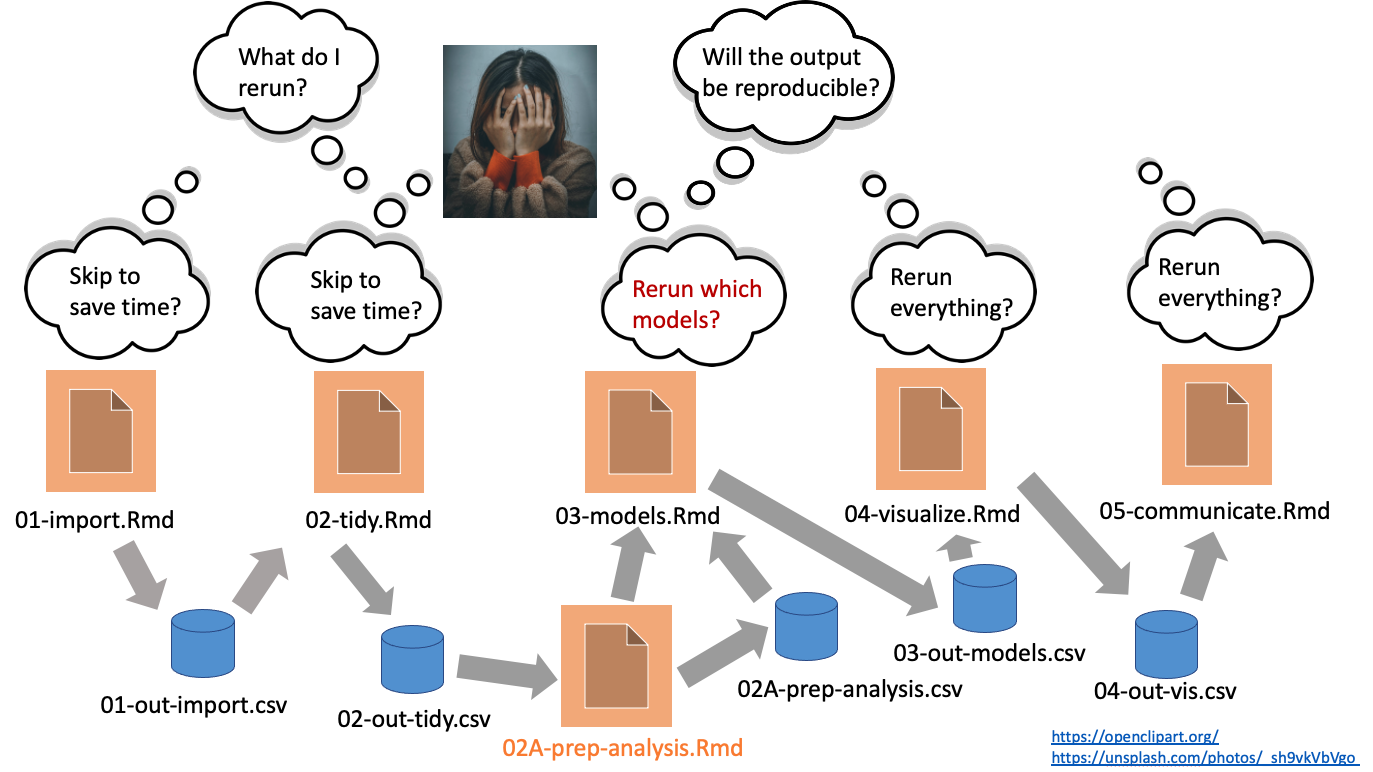 What do I
rerun?
Will the output
be reproducible?
Skip to
save time?
Skip to
save time?
Rerun which
models?
Rerun
everything?
Rerun
everything?
01-import.Rmd
02-tidy.Rmd
03-models.Rmd
04-visualize.Rmd
05-communicate.Rmd
01-out-import.csv
02-out-tidy.csv
02A-prep-analysis.Rmd
02A-prep-analysis.csv
03-out-models.csv
04-out-vis.csv
https://openclipart.org/
https://unsplash.com/photos/_sh9vkVbVgo